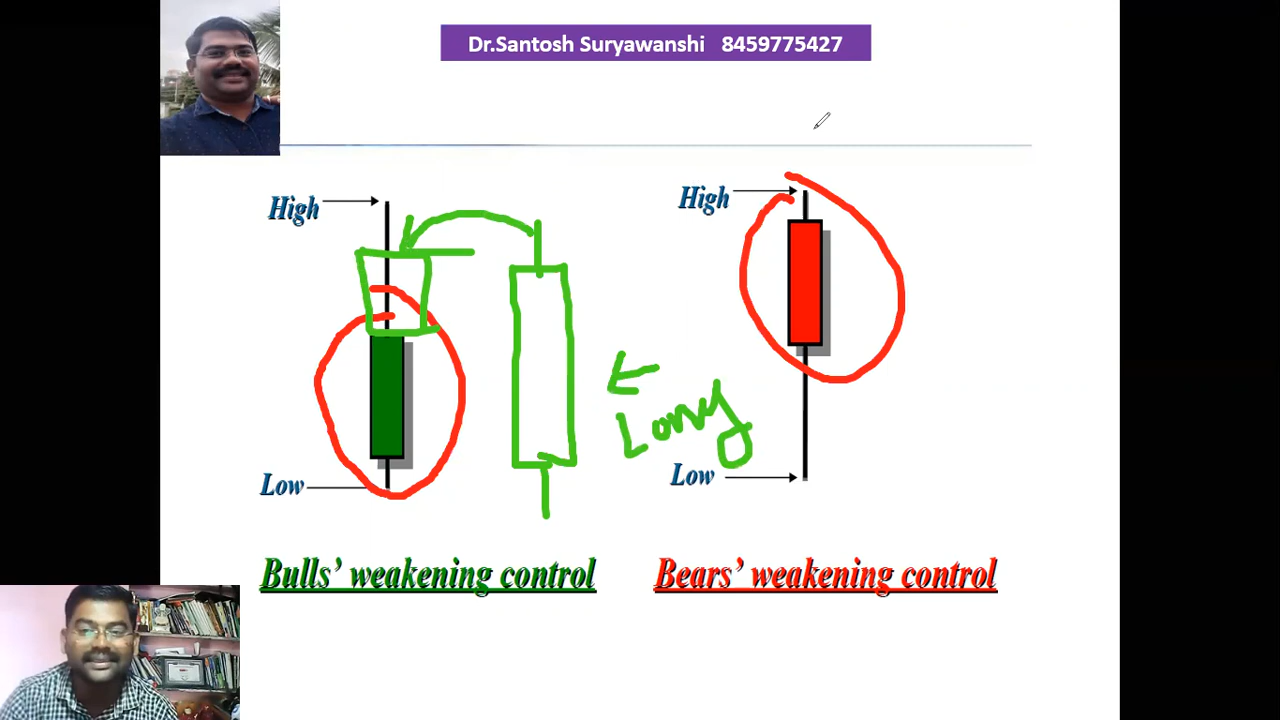 Dr.Santosh Suryawanshi 8459775427
High
High
Long
Low
Low
Bulls' weakening control
Bears' weakening control